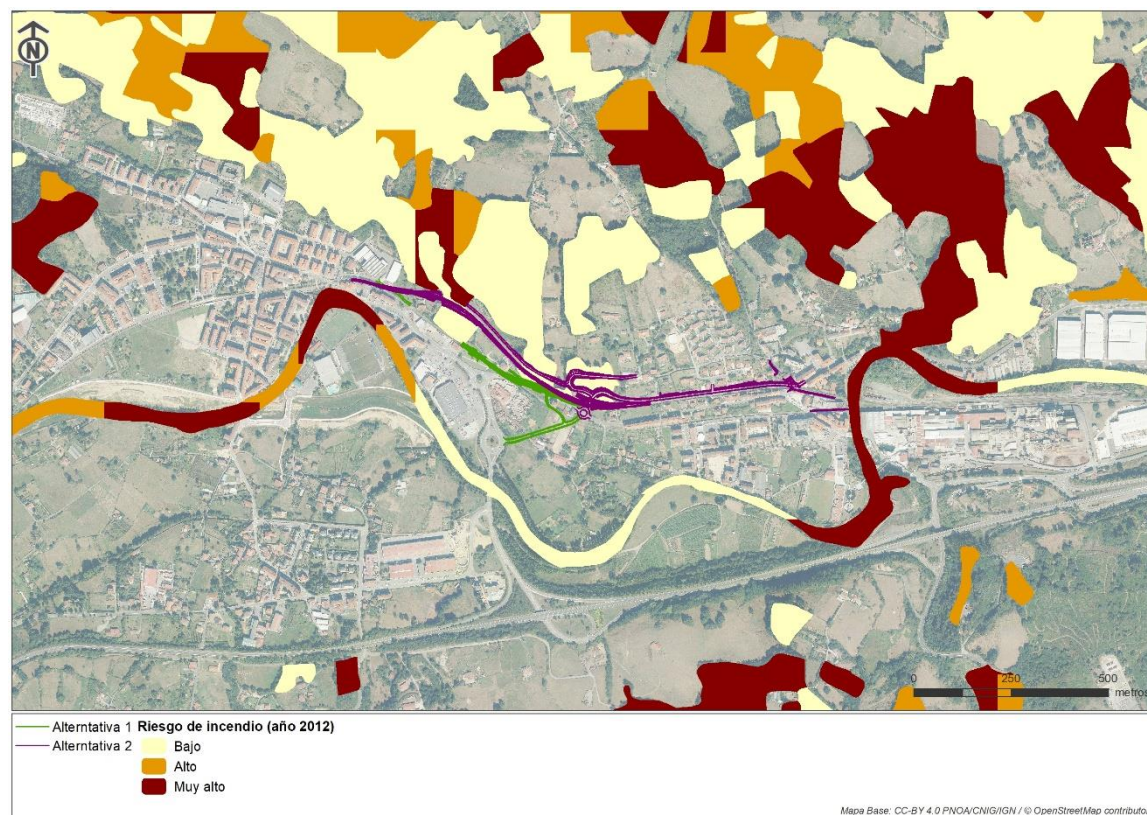 N
0 250 500
metros
Alterntativa 1 Riesgo de incendio (año 2012)
Alterntativa 2
Bajo
Alto
Muy alto
Mapa Base: CC-BY 4.0 PNOA/CNIG/IGN / © OpenStreetMap contributor